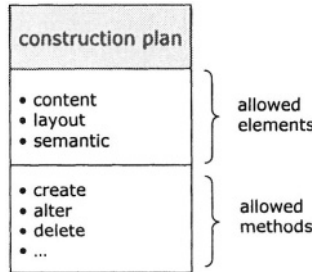 construction plan
• content
• layout
• semantic
allowed
elements
• create
• alter
• delete
• ...
allowed
methods